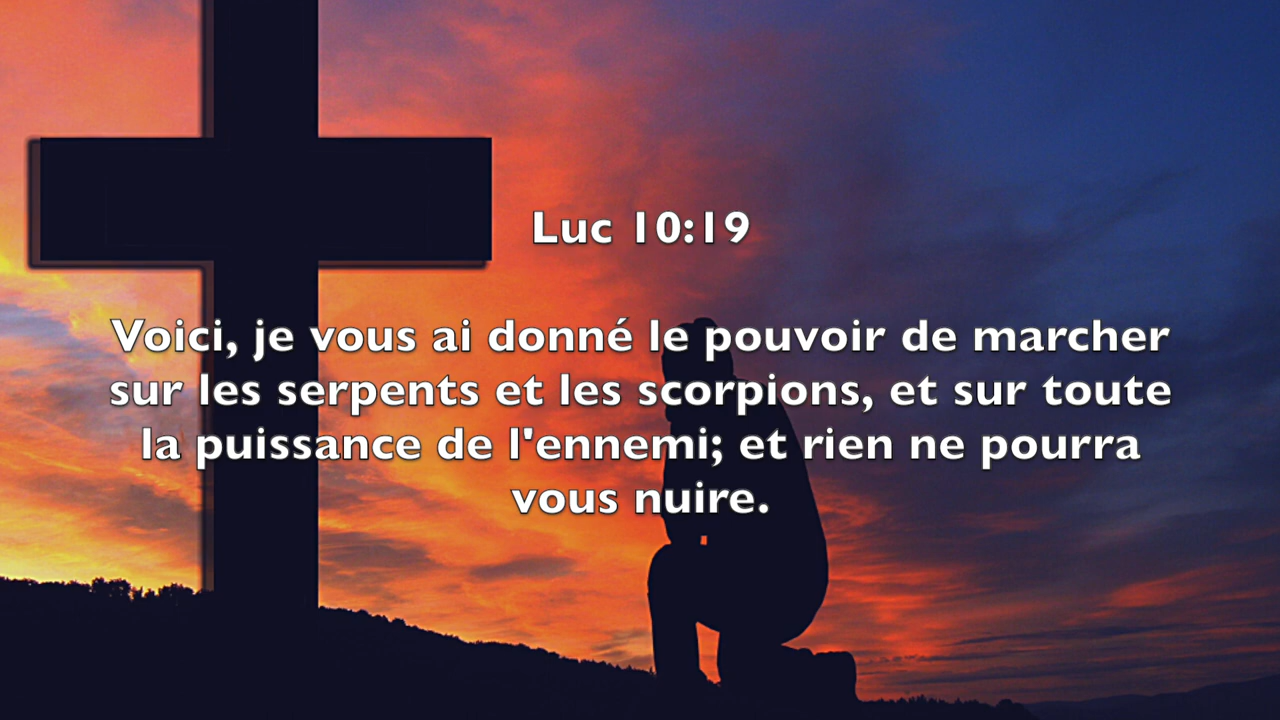 Luc 10:19
Voici, je vous ai donné le pouvoir de marcher
sur les serpents et les scorpions, et sur toute
la puissance de l'ennemi; et rien ne pourra
vous nuire.